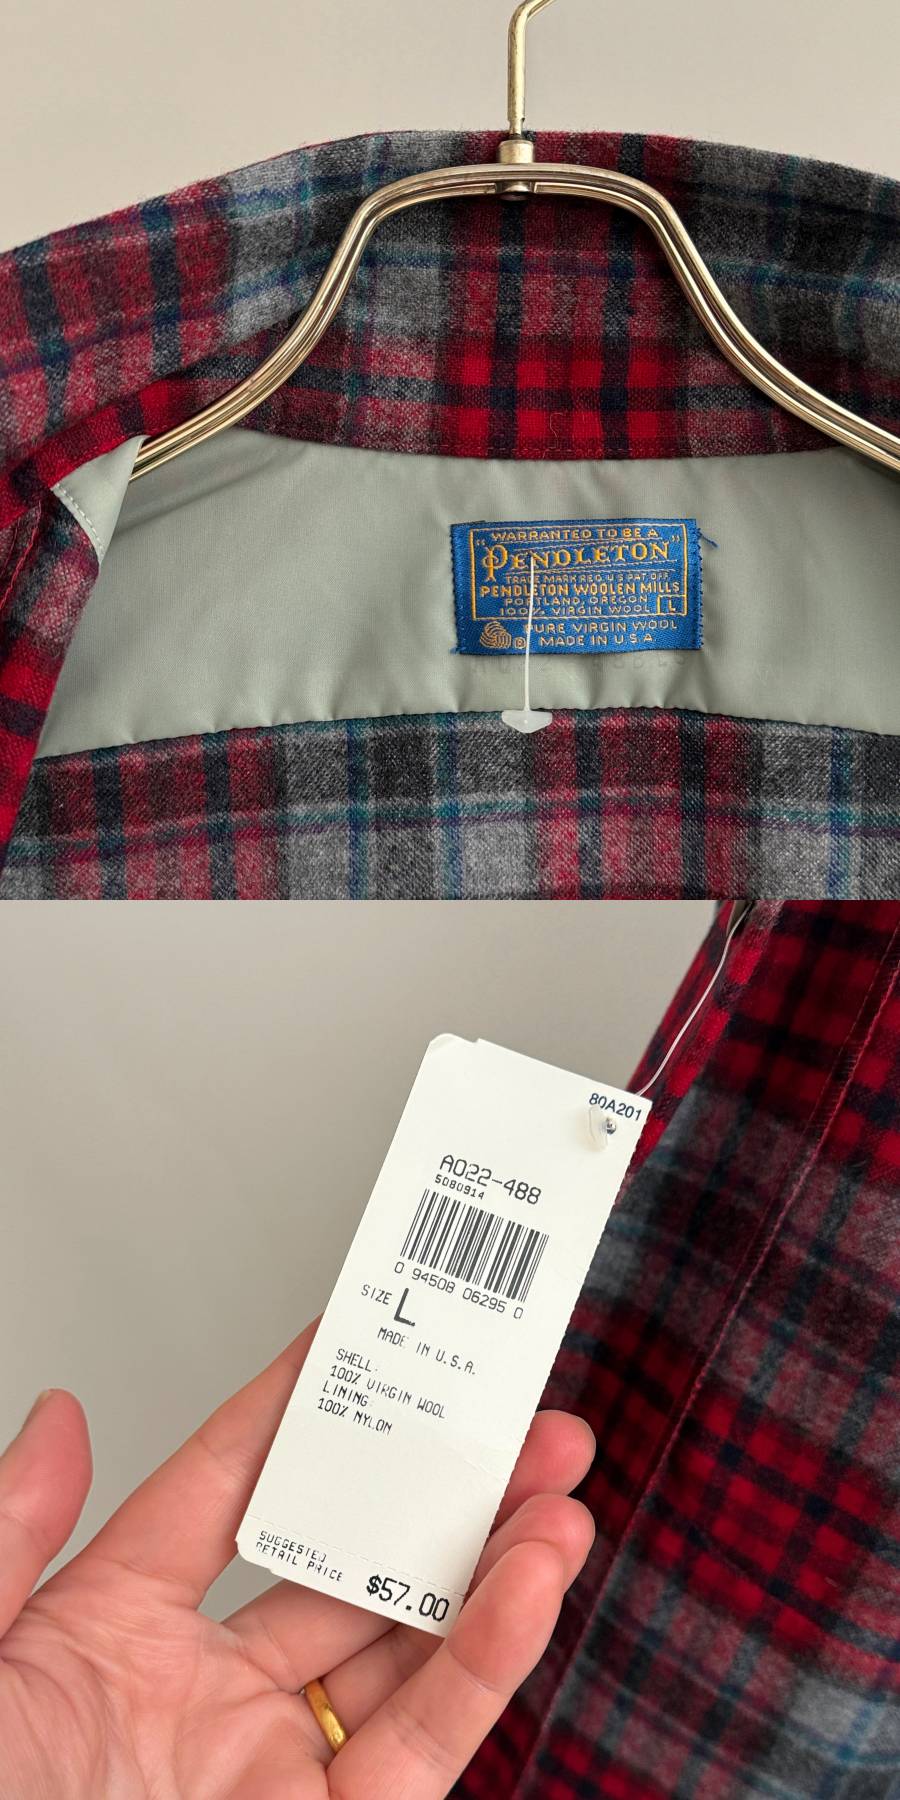 "WARRANTED TO BE A"
PENDLETON
TRADE MARK REG. U.S. PAT. OFF.
PENDLETON WOOLEN MILLS
PORTLAND, OREGON
100% VIRGIN WOOL L
PURE VIRGIN WOOL
® MADE IN U.S.A.
80A201
A022-488
5080914
0 94508 06295 0
SIZE L
MADE IN U.S.A.
SHELL:
100% VIRGIN WOOL
LINING:
100% NYLON
SUGGESTED
RETAIL PRICE
$57.00